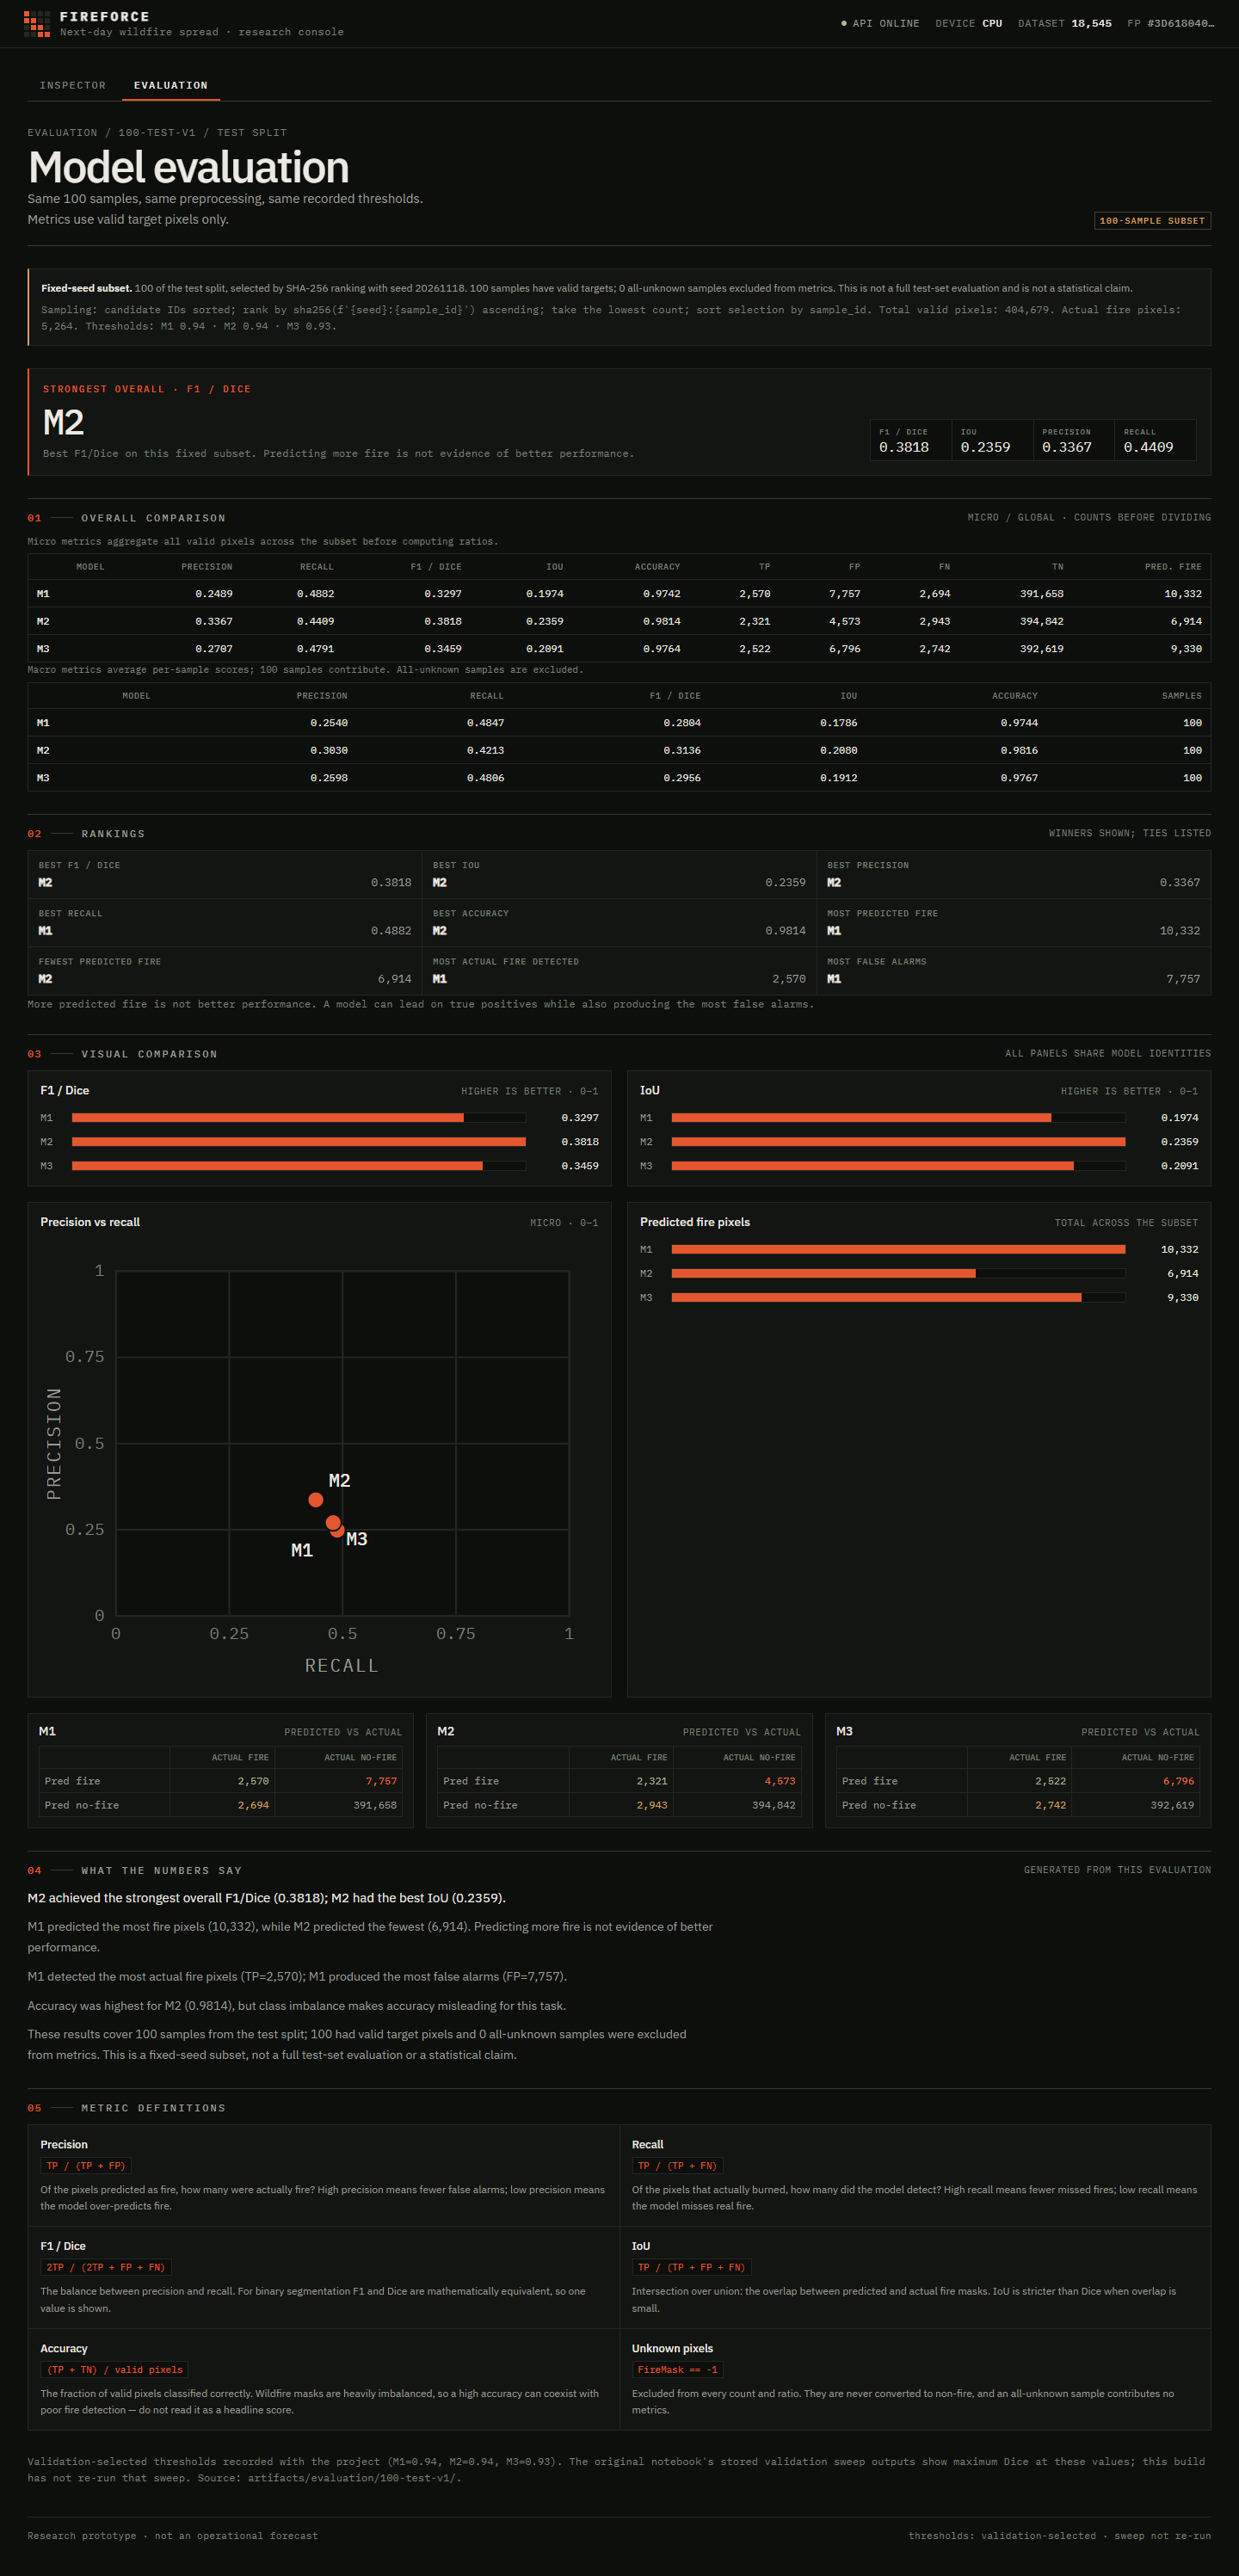 FIREFORCE
Next-day wildfire spread · research console
● API ONLINE DEVICE CPU DATASET 18,545 FP #3D618040…
INSPECTOR EVALUATION
EVALUATION / 100-TEST-V1 / TEST SPLIT
Model evaluation
Same 100 samples, same preprocessing, same recorded thresholds.
Metrics use valid target pixels only.
100-SAMPLE SUBSET
Fixed-seed subset. 100 of the test split, selected by SHA-256 ranking with seed 20261118. 100 samples have valid targets; 0 all-unknown samples excluded from metrics. This is not a full test-set evaluation and is not a statistical claim.
Sampling: candidate IDs sorted; rank by sha256(f'{seed}:{sample_id}') ascending; take the lowest count; sort selection by sample_id. Total valid pixels: 404,679. Actual fire pixels:
5,264. Thresholds: M1 0.94 · M2 0.94 · M3 0.93.
STRONGEST OVERALL · F1 / DICE
M2
Best F1/Dice on this fixed subset. Predicting more fire is not evidence of better performance.
F1 / DICE IOU PRECISION RECALL
0.3818 0.2359 0.3367 0.4409
01 OVERALL COMPARISON MICRO / GLOBAL · COUNTS BEFORE DIVIDING
Micro metrics aggregate all valid pixels across the subset before computing ratios.
MODEL PRECISION RECALL F1 / DICE IOU ACCURACY TP FP FN TN PRED. FIRE
M1 0.2489 0.4882 0.3297 0.1974 0.9742 2,570 7,757 2,694 391,658 10,332
M2 0.3367 0.4409 0.3818 0.2359 0.9814 2,321 4,573 2,943 394,842 6,914
M3 0.2707 0.4791 0.3459 0.2091 0.9764 2,522 6,796 2,742 392,619 9,330
Macro metrics average per-sample scores; 100 samples contribute. All-unknown samples are excluded.
MODEL PRECISION RECALL F1 / DICE IOU ACCURACY SAMPLES
M1 0.2540 0.4847 0.2804 0.1786 0.9744 100
M2 0.3030 0.4213 0.3136 0.2080 0.9816 100
M3 0.2598 0.4806 0.2956 0.1912 0.9767 100
02 RANKINGS WINNERS SHOWN; TIES LISTED
BEST F1 / DICE BEST IOU BEST PRECISION
M2 0.3818 M2 0.2359 M2 0.3367
BEST RECALL BEST ACCURACY MOST PREDICTED FIRE
M1 0.4882 M2 0.9814 M1 10,332
FEWEST PREDICTED FIRE MOST ACTUAL FIRE DETECTED MOST FALSE ALARMS
M2 6,914 M1 2,570 M1 7,757
More predicted fire is not better performance. A model can lead on true positives while also producing the most false alarms.
03 VISUAL COMPARISON ALL PANELS SHARE MODEL IDENTITIES
F1 / Dice HIGHER IS BETTER · 0–1
M1 0.3297
M2 0.3818
M3 0.3459
IoU HIGHER IS BETTER · 0–1
M1 0.1974
M2 0.2359
M3 0.2091
Precision vs recall MICRO · 0–1
1
0.75
0.5
0.25
0
PRECISION
M2
M3
M1
0 0.25 0.5 0.75 1
RECALL
Predicted fire pixels TOTAL ACROSS THE SUBSET
M1 10,332
M2 6,914
M3 9,330
M1 PREDICTED VS ACTUAL
ACTUAL FIRE ACTUAL NO-FIRE
Pred fire 2,570 7,757
Pred no-fire 2,694 391,658
M2 PREDICTED VS ACTUAL
ACTUAL FIRE ACTUAL NO-FIRE
Pred fire 2,321 4,573
Pred no-fire 2,943 394,842
M3 PREDICTED VS ACTUAL
ACTUAL FIRE ACTUAL NO-FIRE
Pred fire 2,522 6,796
Pred no-fire 2,742 392,619
04 WHAT THE NUMBERS SAY GENERATED FROM THIS EVALUATION
M2 achieved the strongest overall F1/Dice (0.3818); M2 had the best IoU (0.2359).
M1 predicted the most fire pixels (10,332), while M2 predicted the fewest (6,914). Predicting more fire is not evidence of better
performance.
M1 detected the most actual fire pixels (TP=2,570); M1 produced the most false alarms (FP=7,757).
Accuracy was highest for M2 (0.9814), but class imbalance makes accuracy misleading for this task.
These results cover 100 samples from the test split; 100 had valid target pixels and 0 all-unknown samples were excluded
from metrics. This is a fixed-seed subset, not a full test-set evaluation or a statistical claim.
05 METRIC DEFINITIONS
Precision
TP / (TP + FP)
Of the pixels predicted as fire, how many were actually fire? High precision means fewer false alarms; low precision means
the model over-predicts fire.
Recall
TP / (TP + FN)
Of the pixels that actually burned, how many did the model detect? High recall means fewer missed fires; low recall means
the model misses real fire.
F1 / Dice
2TP / (2TP + FP + FN)
The balance between precision and recall. For binary segmentation F1 and Dice are mathematically equivalent, so one
value is shown.
IoU
TP / (TP + FP + FN)
Intersection over union: the overlap between predicted and actual fire masks. IoU is stricter than Dice when overlap is
small.
Accuracy
(TP + TN) / valid pixels
The fraction of valid pixels classified correctly. Wildfire masks are heavily imbalanced, so a high accuracy can coexist with
poor fire detection — do not read it as a headline score.
Unknown pixels
FireMask == -1
Excluded from every count and ratio. They are never converted to non-fire, and an all-unknown sample contributes no
metrics.
Validation-selected thresholds recorded with the project (M1=0.94, M2=0.94, M3=0.93). The original notebook's stored validation sweep outputs show maximum Dice at these values; this build
has not re-run that sweep. Source: artifacts/evaluation/100-test-v1/.
Research prototype · not an operational forecast thresholds: validation-selected · sweep not re-run